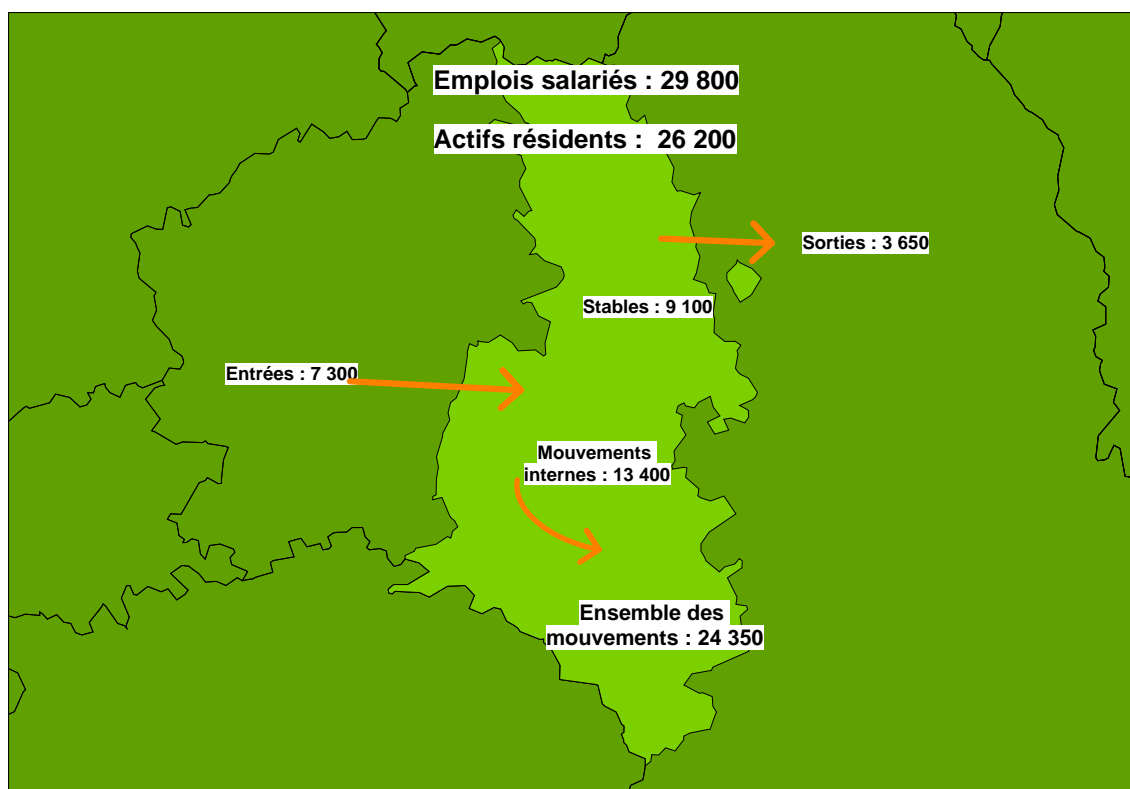 Emplois salariés : 29 800
Actifs résidents :  26 200
Sorties : 3 650
Stables : 9 100
Entrées : 7 300
Mouvements
internes : 13 400
Ensemble des
mouvements : 24 350